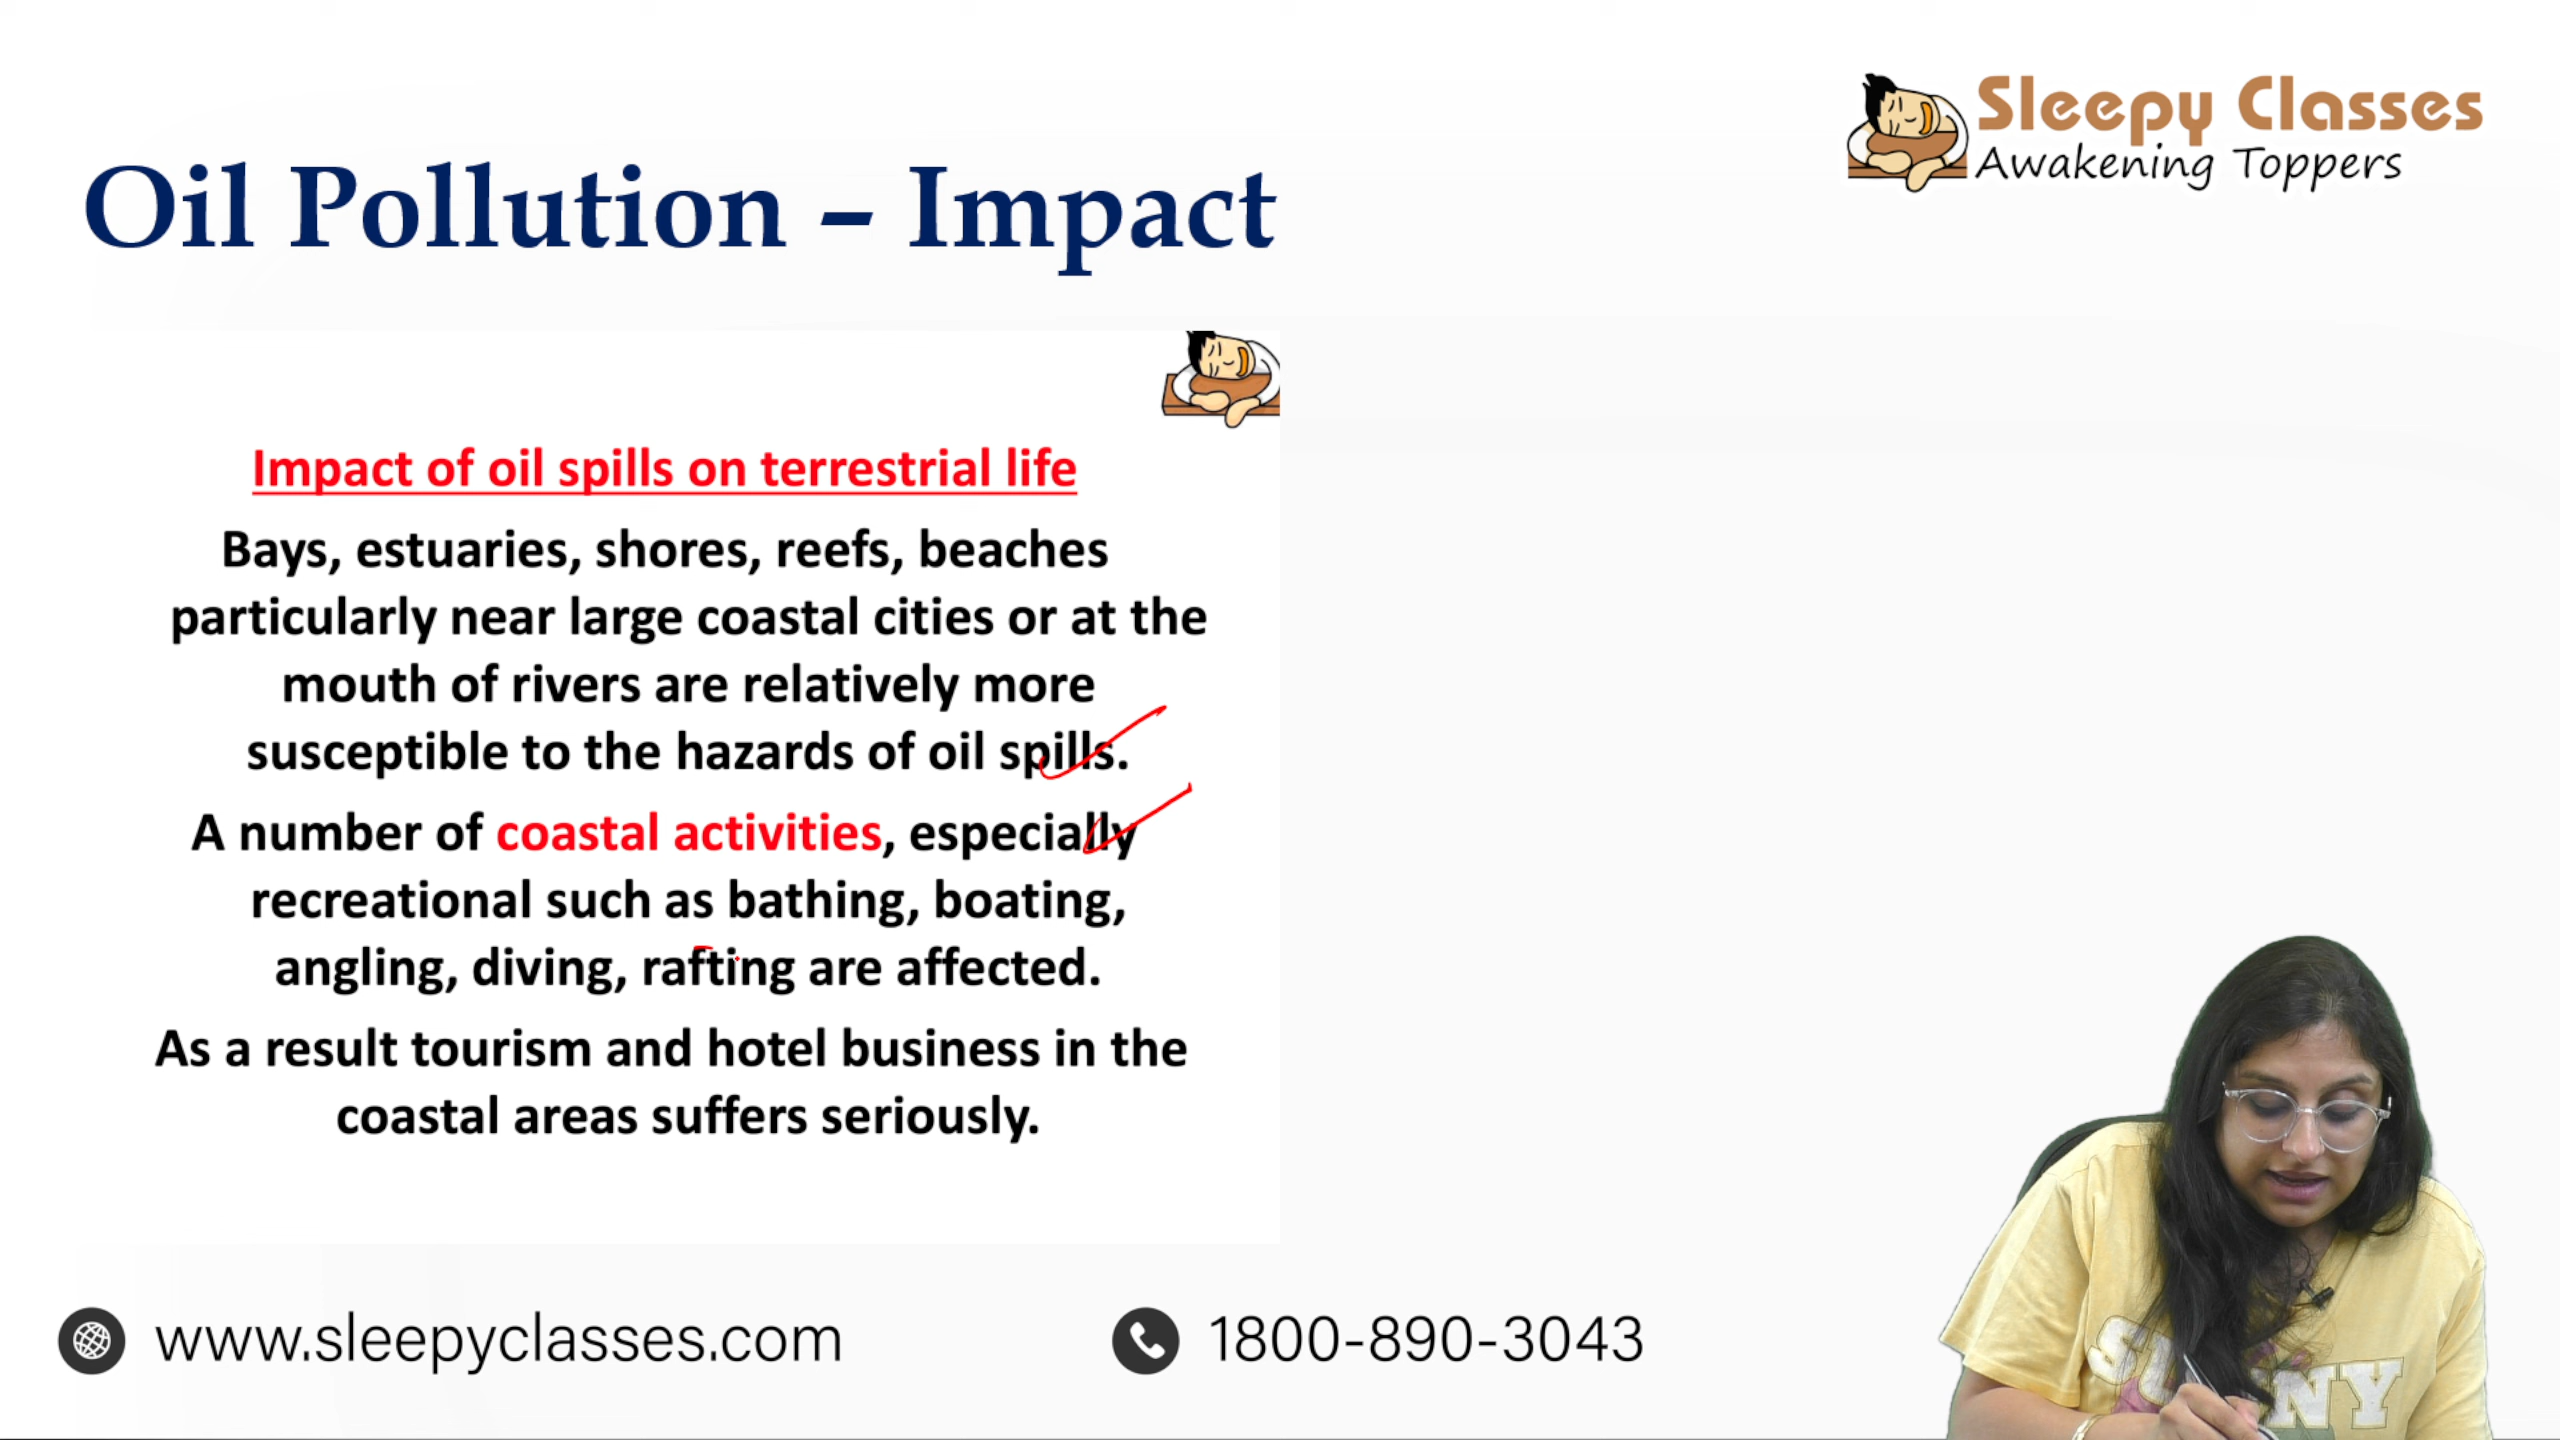 Sleepy Classes
Awakening Toppers
Oil Pollution – Impact
Impact of oil spills on terrestrial life
Bays, estuaries, shores, reefs, beaches
particularly near large coastal cities or at the
mouth of rivers are relatively more
susceptible to the hazards of oil spills.
A number of coastal activities, especially
recreational such as bathing, boating,
angling, diving, rafting are affected.
As a result tourism and hotel business in the
coastal areas suffers seriously.
www.sleepyclasses.com
1800-890-3043